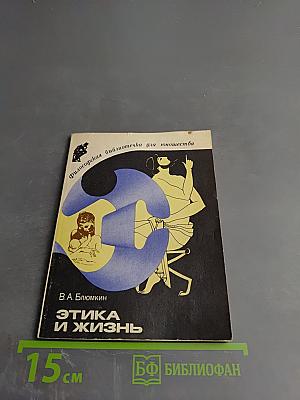 Философская библиотечка для юношества
В. А. Блюмкин
ЭТИКА
И ЖИЗНЬ
15см
БФ БИБЛИОФАН